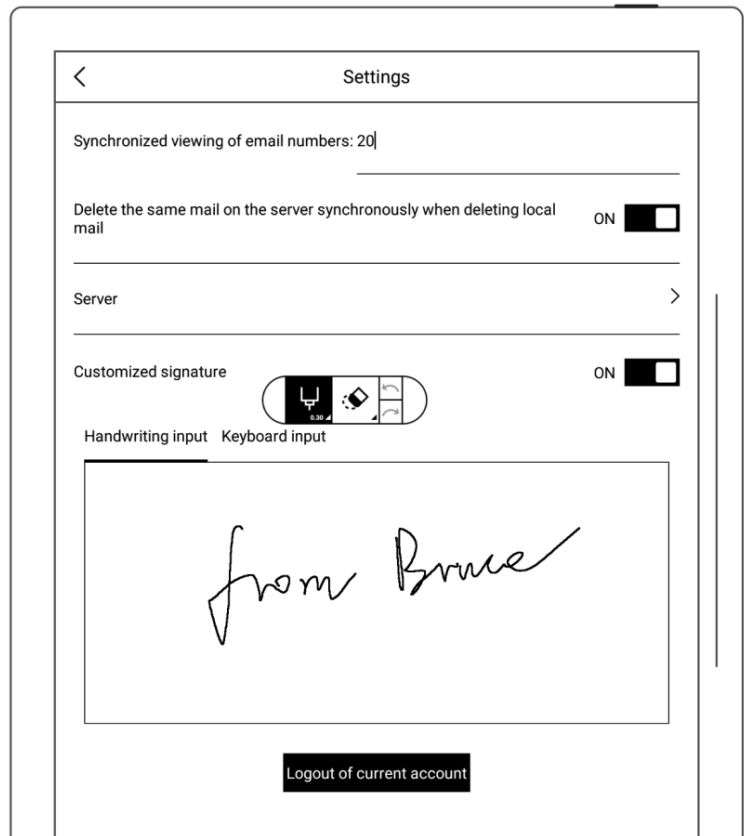 Settings
Synchronized viewing of email numbers: 20
Delete the same mail on the server synchronously when deleting local
mail
ON
Server
Customized signature
ON
0.30
Handwriting input Keyboard input
from Bruce
Logout of current account